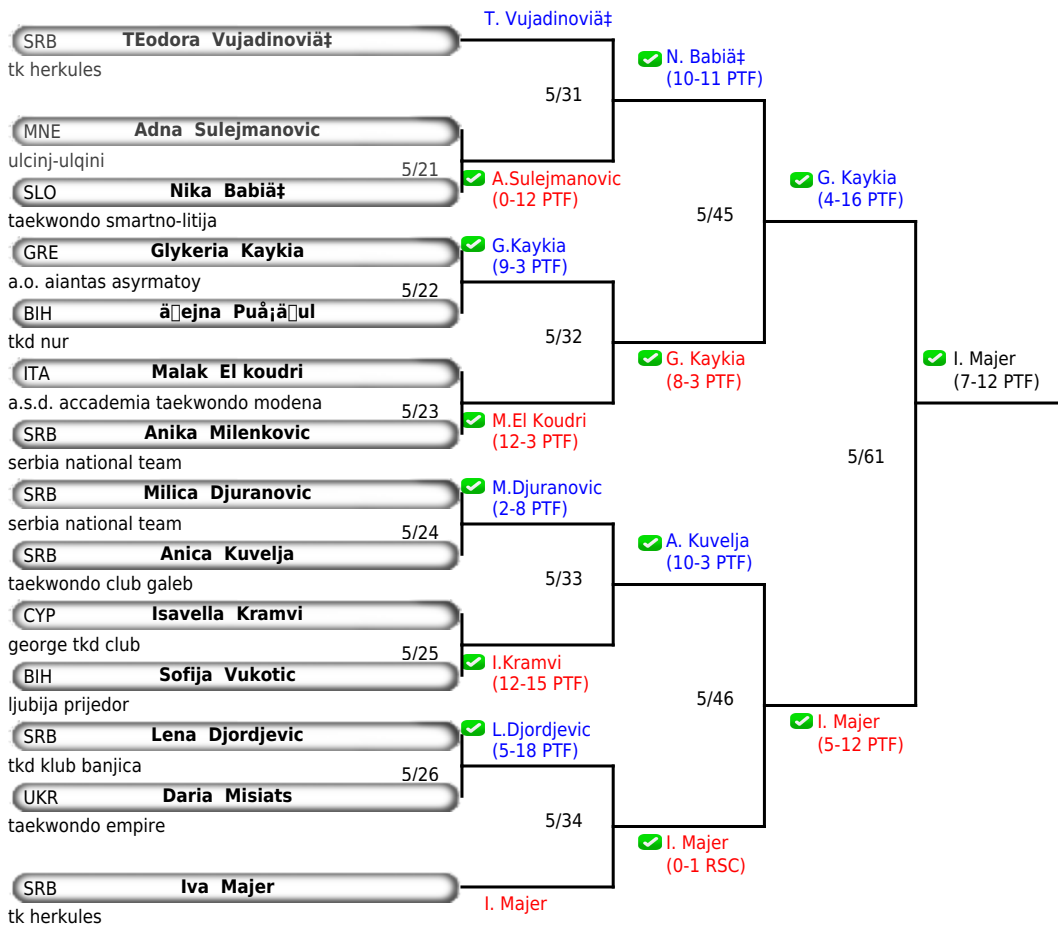 T. Vujadinoviä‡
SRB TEodora Vujadinoviä‡
tk herkules
N. Babiä‡
(10-11 PTF)
5/31
MNE Adna Sulejmanovic
ulcinj-ulqini
5/21
A.Sulejmanovic
(0-12 PTF)
SLO Nika Babiä‡
taekwondo smartno-litija
G. Kaykia
(4-16 PTF)
5/45
GRE Glykeria Kaykia
a.o. aiantas asyrmatoy
G.Kaykia
(9-3 PTF)
5/22
BIH ä▯ejna Puå¡ä▯ul
tkd nur
5/32
ITA Malak El koudri
a.s.d. accademia taekwondo modena
G. Kaykia
(8-3 PTF)
I. Majer
(7-12 PTF)
5/23
M.El Koudri
(12-3 PTF)
SRB Anika Milenkovic
serbia national team
5/61
SRB Milica Djuranovic
serbia national team
M.Djuranovic
(2-8 PTF)
5/24
SRB Anica Kuvelja
taekwondo club galeb
A. Kuvelja
(10-3 PTF)
5/33
CYP Isavella Kramvi
george tkd club
5/25
I.Kramvi
(12-15 PTF)
BIH Sofija Vukotic
ljubija prijedor
5/46
SRB Lena Djordjevic
tkd klub banjica
L.Djordjevic
(5-18 PTF)
I. Majer
(5-12 PTF)
5/26
UKR Daria Misiats
taekwondo empire
5/34
I. Majer
(0-1 RSC)
SRB Iva Majer
tk herkules
I. Majer